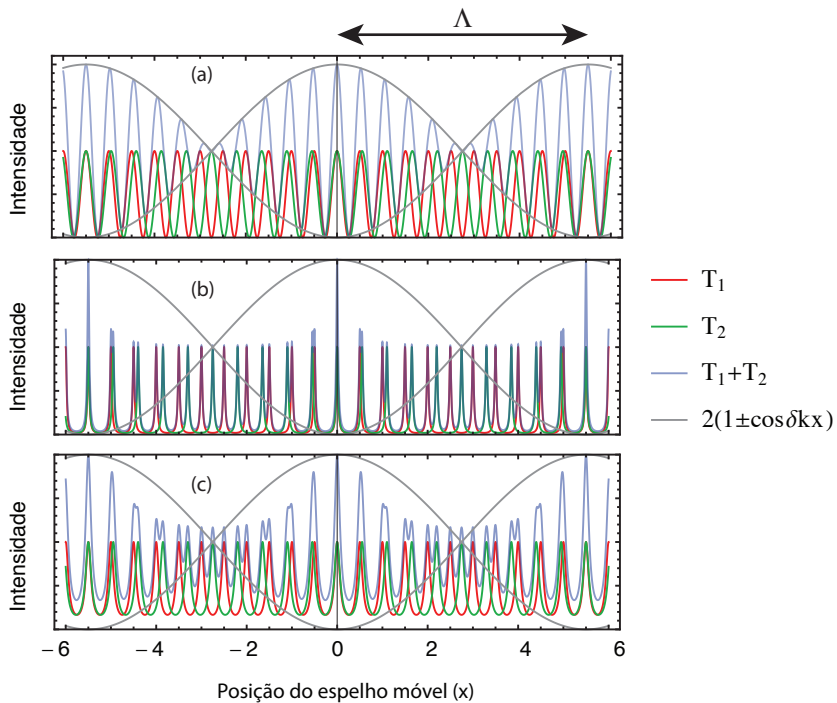 Λ
(a)
Intensidade
(b)
Intensidade
(c)
Intensidade
T₁
T₂
T₁+T₂
2(1±cosδkx)
−6 −4 −2 0 2 4 6
Posição do espelho móvel (x)